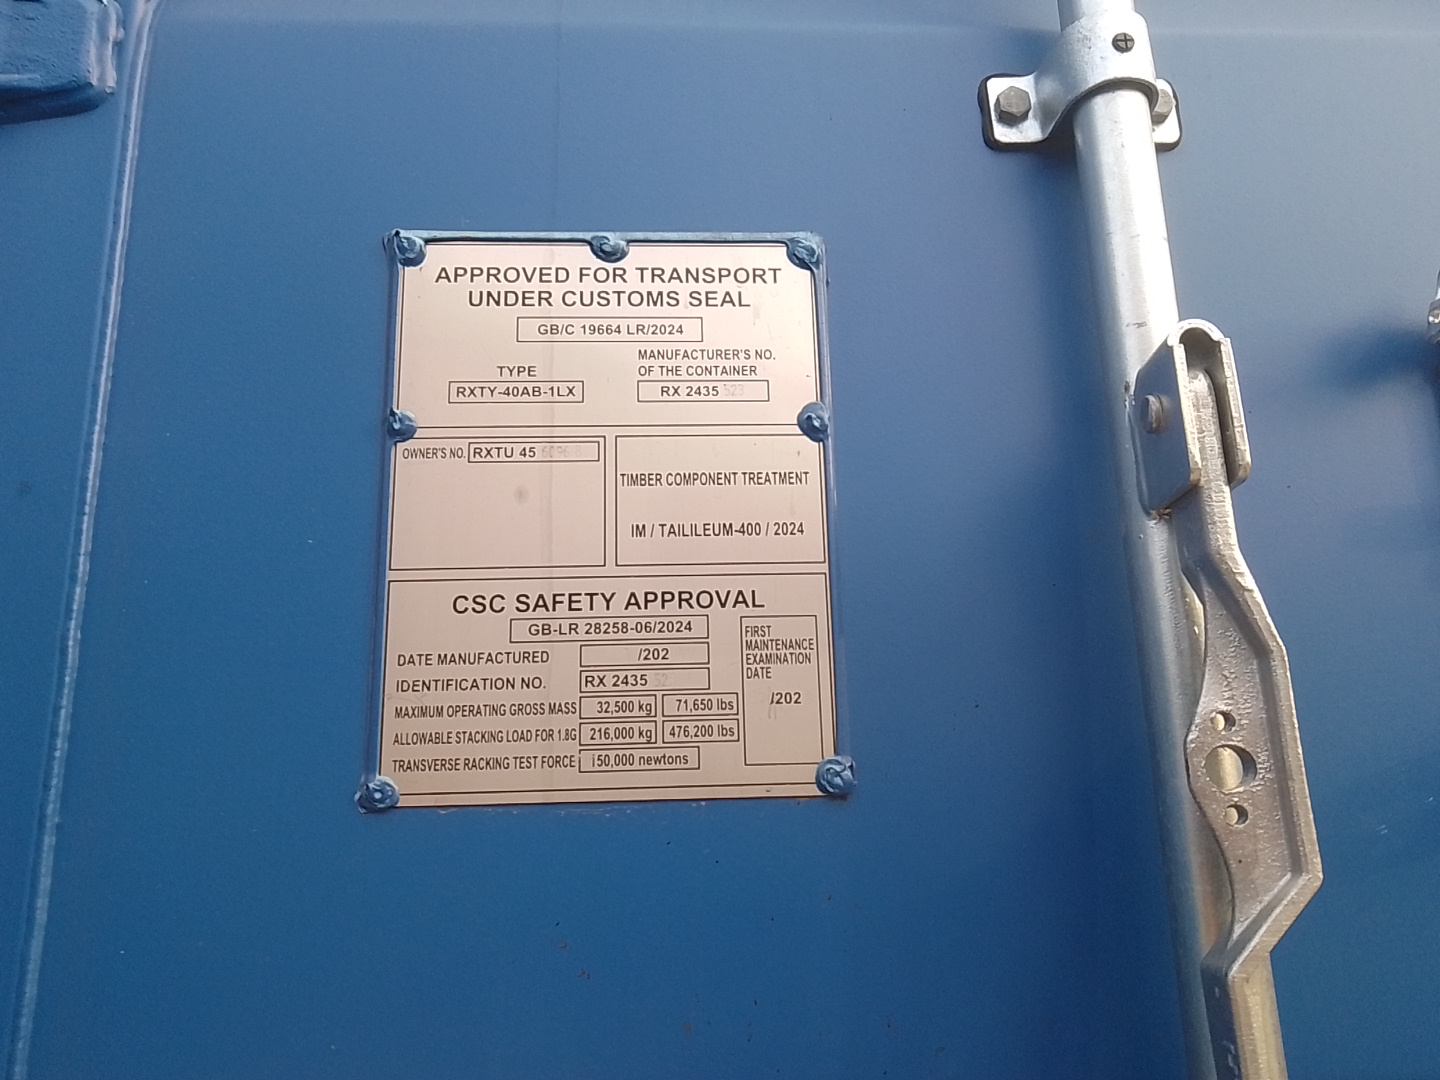 APPROVED FOR TRANSPORT
UNDER CUSTOMS SEAL
GB/C 19664 LR/2024
TYPE
RXTY-40AB-1LX
MANUFACTURER'S NO.
OF THE CONTAINER
RX 2435
OWNER'S NO. RXTU 45
TIMBER COMPONENT TREATMENT
IM / TAILILEUM-400 / 2024
CSC SAFETY APPROVAL
GB-LR 28258-06/2024
DATE MANUFACTURED /202
IDENTIFICATION NO. RX 2435
MAXIMUM OPERATING GROSS MASS 32,500 kg 71,650 lbs
ALLOWABLE STACKING LOAD FOR 1.8G 216,000 kg 476,200 lbs
TRANSVERSE RACKING TEST FORCE 150,000 newtons
FIRST
MAINTENANCE
EXAMINATION
DATE
/202